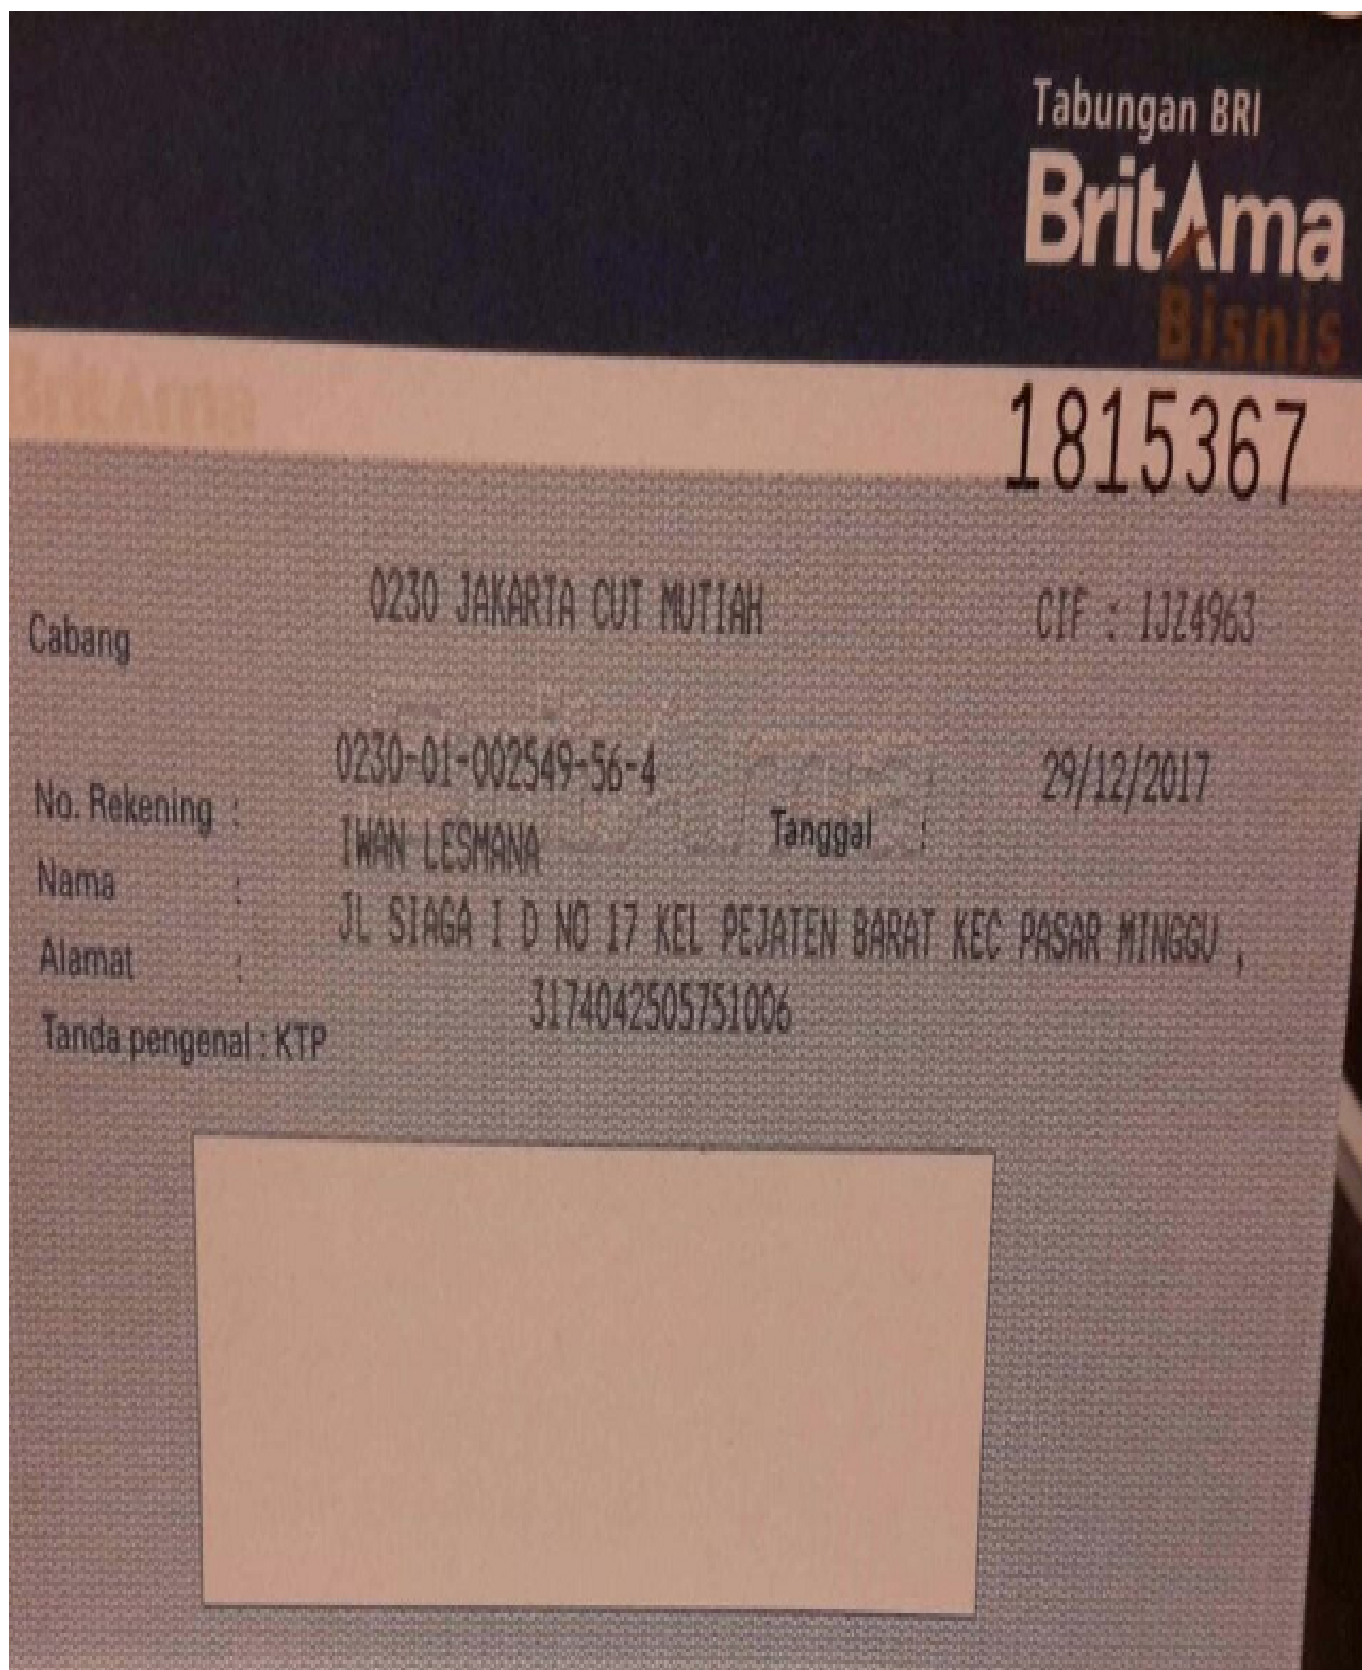 Tabungan BRI
BritAma
Bisnis
BritAma
1815367
Cabang 0230 JAKARTA CUT MUTIAH CIF : IJZ4963
No. Rekening : 0230-01-002549-56-4 Tanggal : 29/12/2017
Nama : IWAN LESMANA
Alamat : JL SIAGA I D NO 17 KEL PEJATEN BARAT KEC PASAR MINGGU ,
Tanda pengenal : KTP 3174042505751006